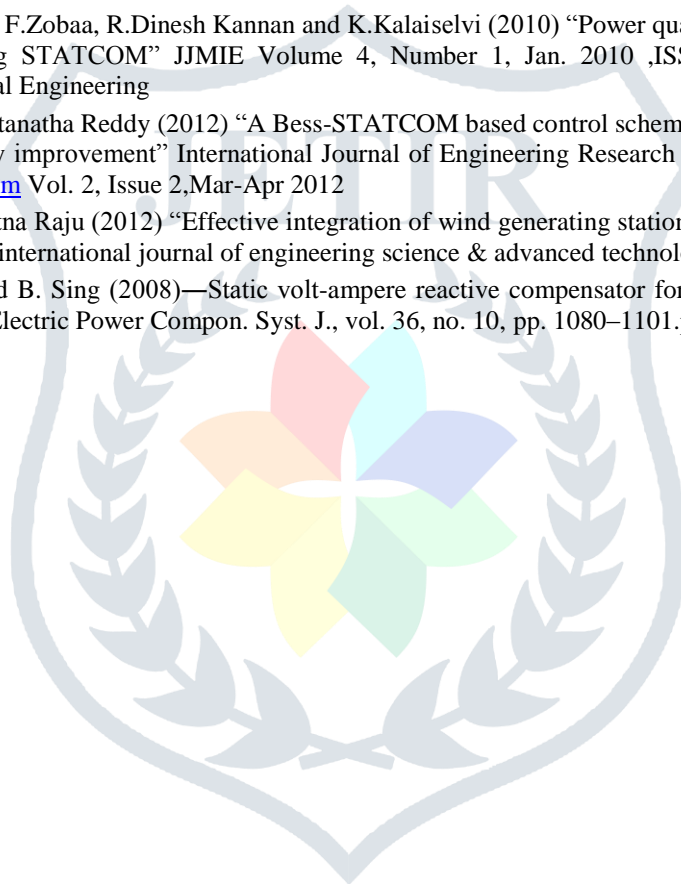 F.Zobaa, R.Dinesh Kannan and K.Kalaiselvi (2010) “Power qua
g STATCOM” JJMIE Volume 4, Number 1, Jan. 2010 ,ISS
al Engineering
tanatha Reddy (2012) “A Bess-STATCOM based control schem
y improvement” International Journal of Engineering Research
m Vol. 2, Issue 2,Mar-Apr 2012
tna Raju (2012) “Effective integration of wind generating station
international journal of engineering science & advanced technol
d B. Sing (2008)―Static volt-ampere reactive compensator for
Electric Power Compon. Syst. J., vol. 36, no. 10, pp. 1080–1101.
JETIR